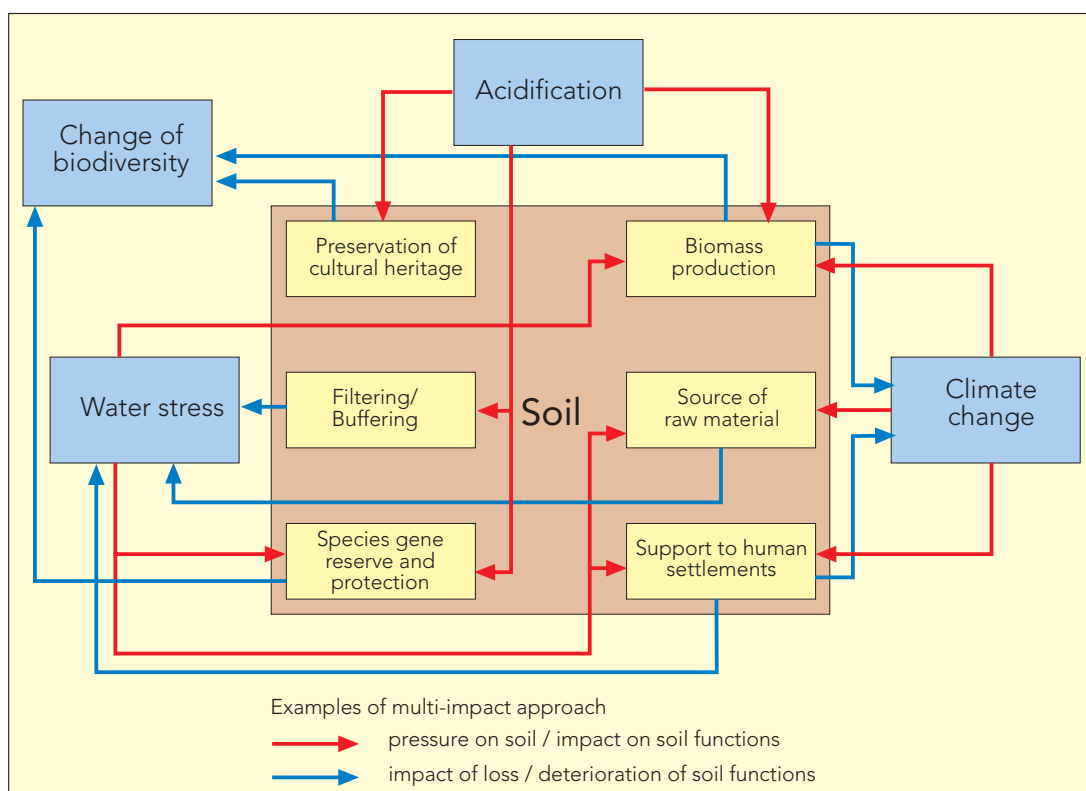 Acidification
Change of
biodiversity
Preservation of
cultural heritage
Biomass
production
Water stress
Filtering/
Buffering
Soil
Source of
raw material
Climate
change
Species gene
reserve and
protection
Support to human
settlements
Examples of multi-impact approach
pressure on soil / impact on soil functions
impact of loss / deterioration of soil functions